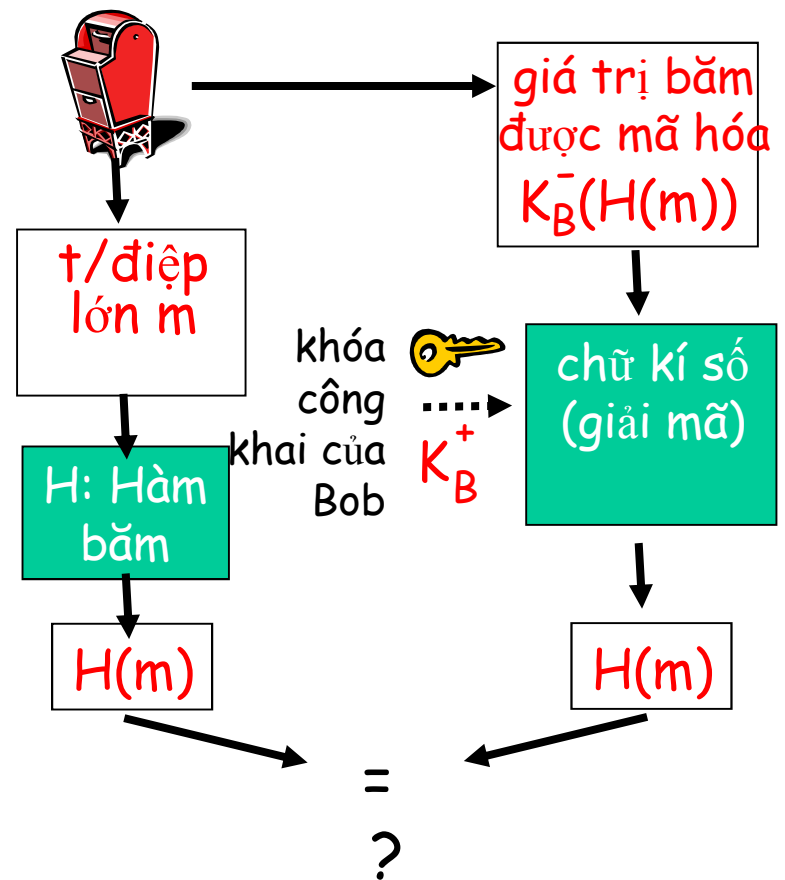 giá trị băm
được mã hóa
K_B^-(H(m))
t/điệp
lớn m
khóa
công
khai của
Bob
K_B^+
chữ kí số
(giải mã)
H: Hàm
băm
H(m)
H(m)
=
?